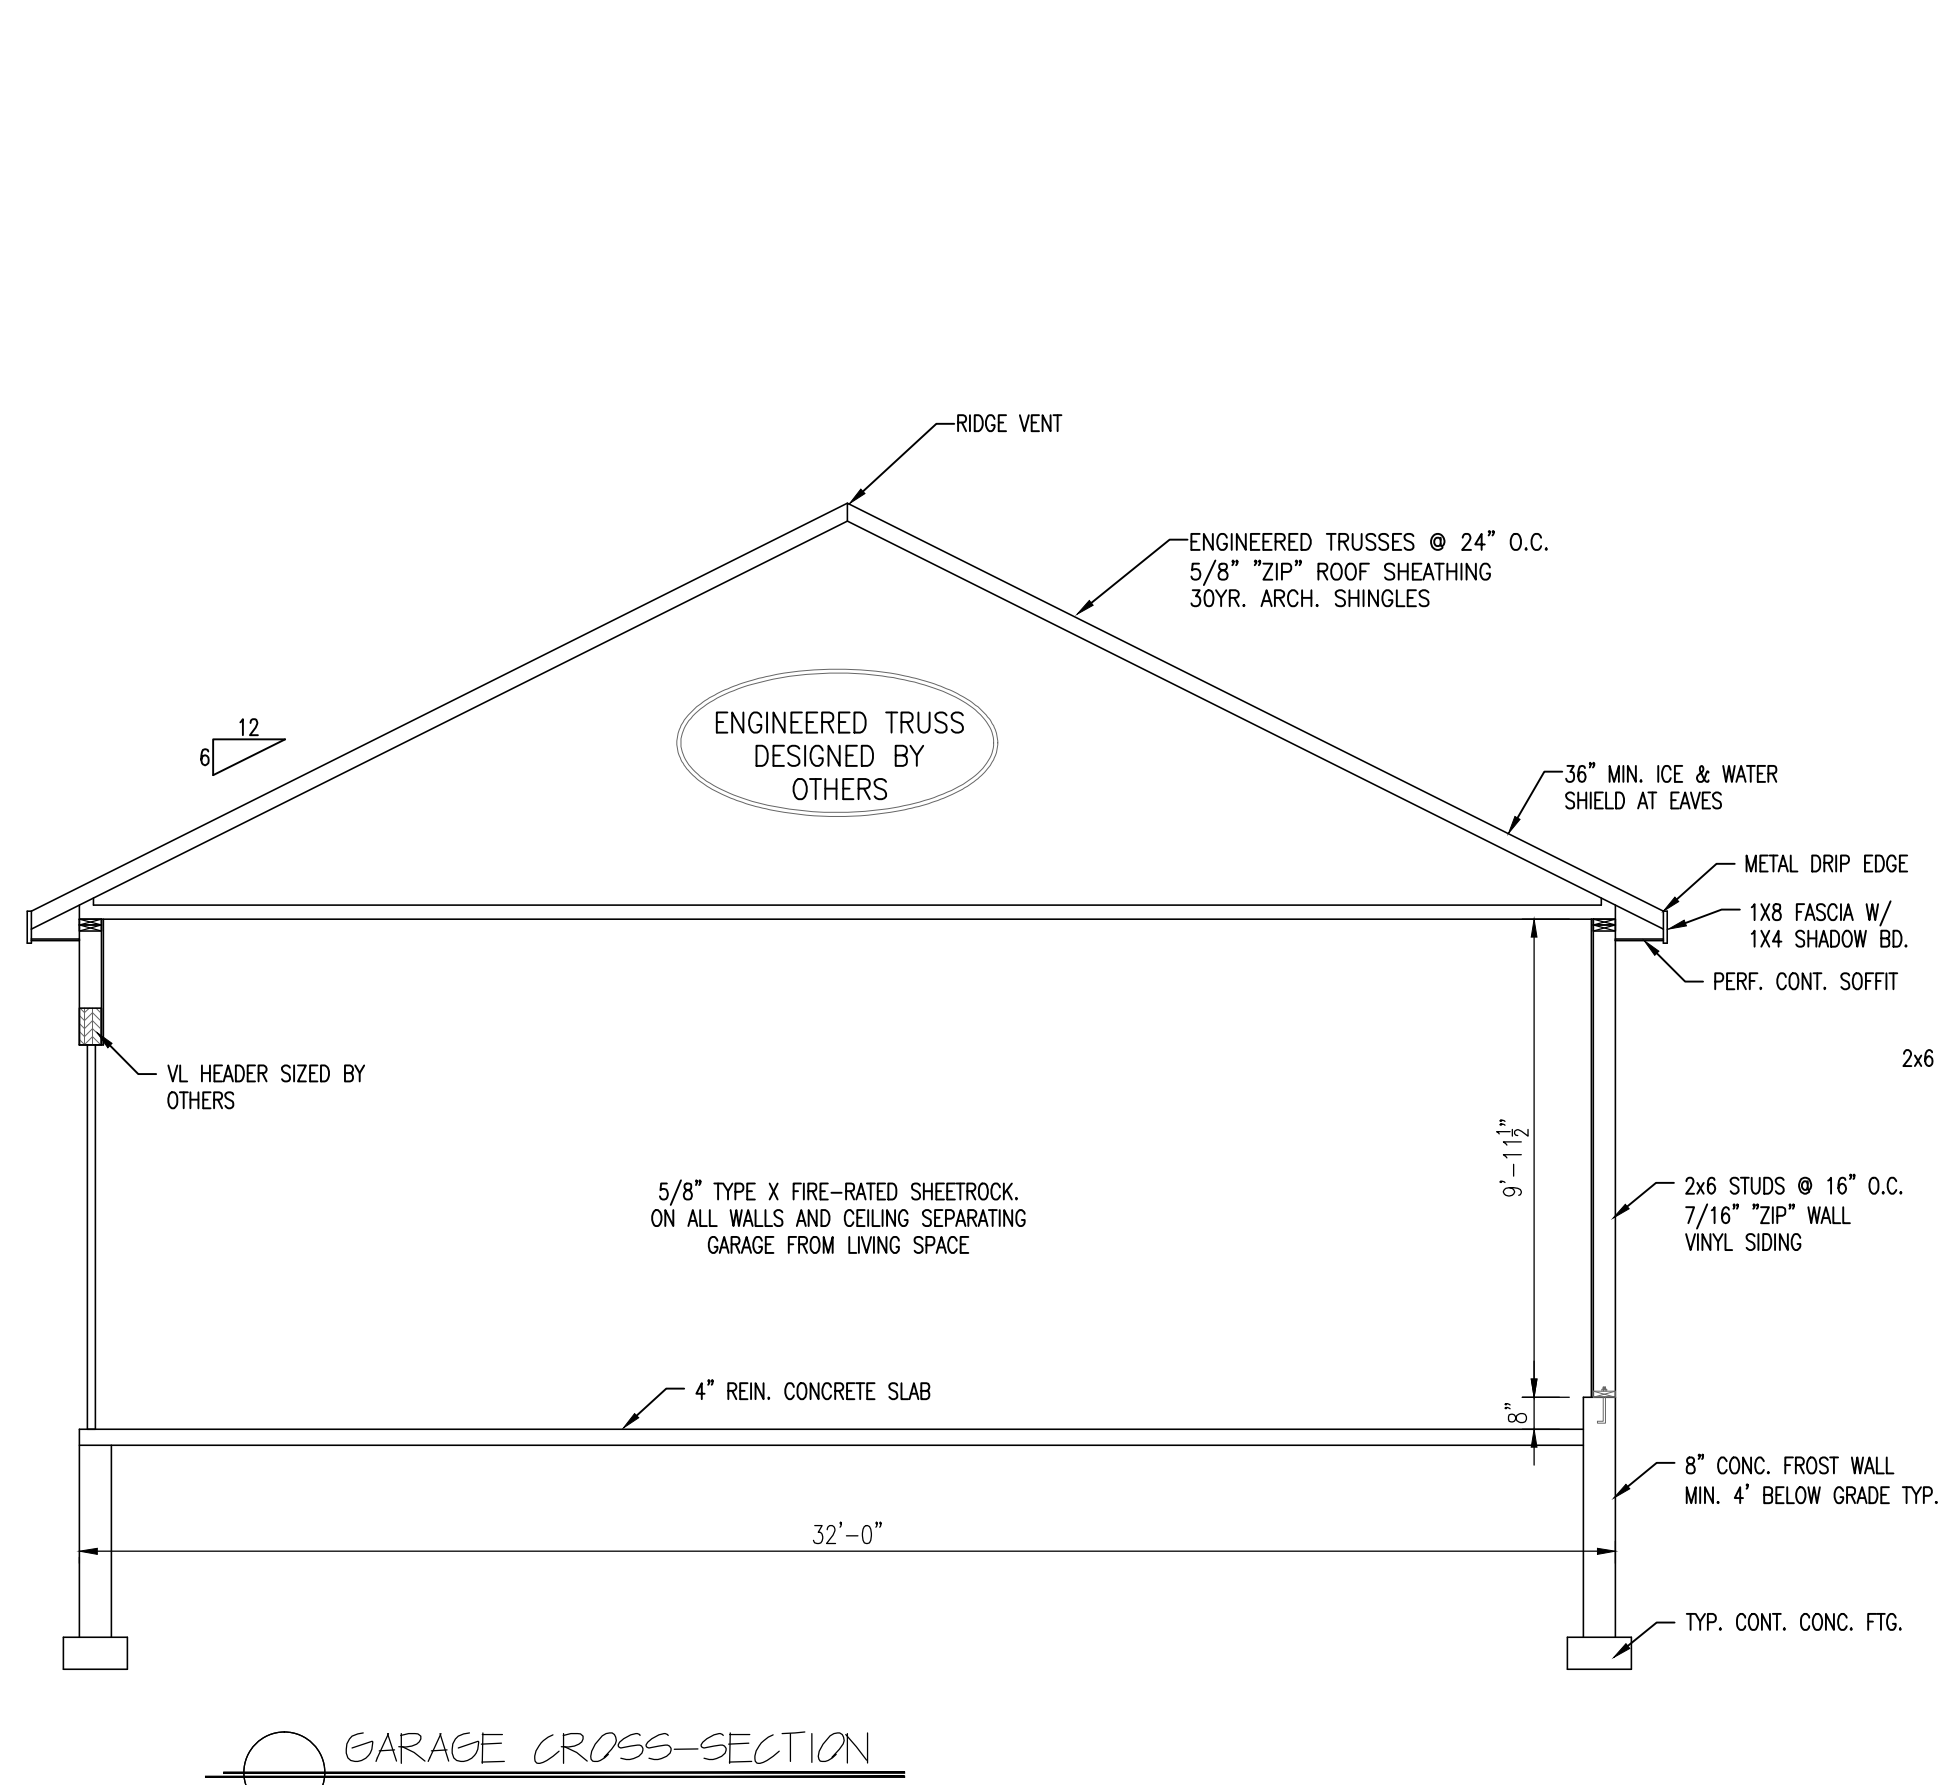 RIDGE VENT
ENGINEERED TRUSSES @ 24" O.C.
5/8" "ZIP" ROOF SHEATHING
30YR. ARCH. SHINGLES
12
6
ENGINEERED TRUSS
DESIGNED BY
OTHERS
36" MIN. ICE & WATER
SHIELD AT EAVES
METAL DRIP EDGE
1X8 FASCIA W/
1X4 SHADOW BD.
PERF. CONT. SOFFIT
2x6
VL HEADER SIZED BY
OTHERS
9'-11 1/2"
5/8" TYPE X FIRE-RATED SHEETROCK.
ON ALL WALLS AND CEILING SEPARATING
GARAGE FROM LIVING SPACE
2x6 STUDS @ 16" O.C.
7/16" "ZIP" WALL
VINYL SIDING
4" REIN. CONCRETE SLAB
8"
8" CONC. FROST WALL
MIN. 4' BELOW GRADE TYP.
32'-0"
TYP. CONT. CONC. FTG.
GARAGE CROSS-SECTION